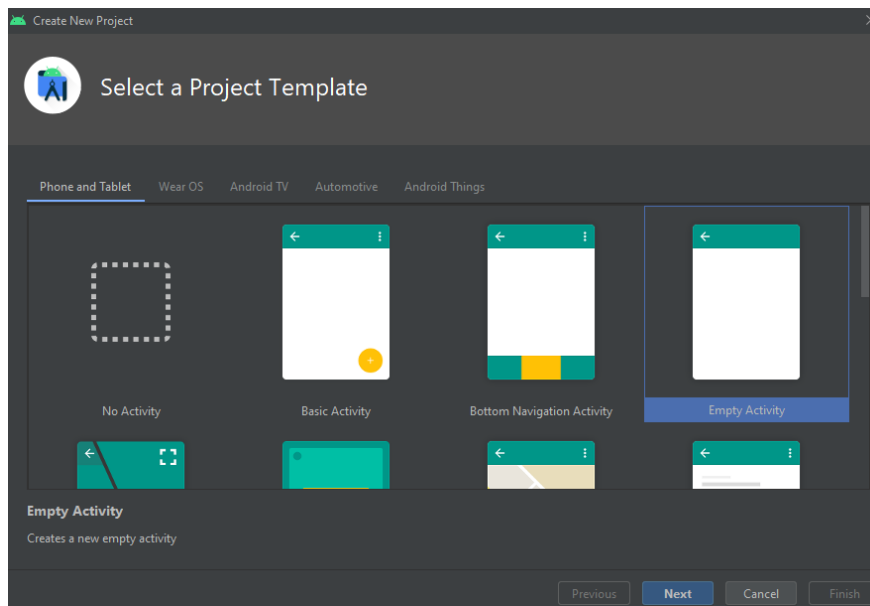 Create New Project
Select a Project Template
Phone and Tablet Wear OS Android TV Automotive Android Things
No Activity Basic Activity Bottom Navigation Activity Empty Activity
Empty Activity
Creates a new empty activity
Previous Next Cancel Finish